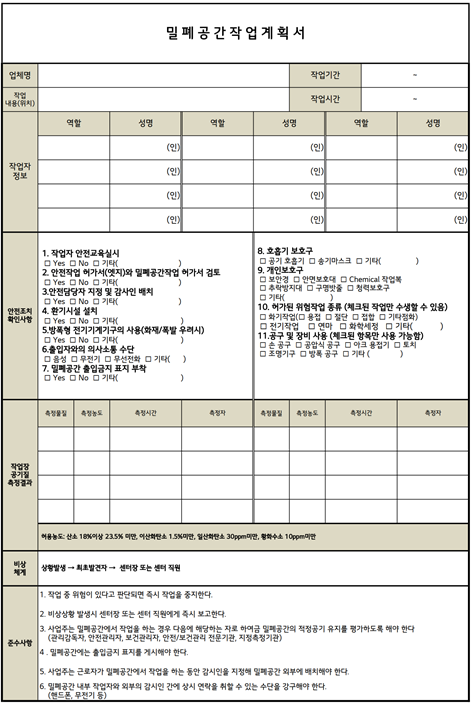 밀폐공간작업계획서
업체명 작업기간 -
작업
내용(위치) 작업시간 -
작업자
정보
역할 성명 역할 성명 역할 성명
(인) (인) (인)
(인) (인) (인)
(인) (인) (인)
(인) (인) (인)
안전조치
확인사항
1. 작업자 안전교육실시
□ Yes □ No □ 기타( )
2. 안전작업 허가서(엣지)와 밀폐공간작업 허가서 검토
□ Yes □ No □ 기타( )
3.안전담당자 지정 및 감사인 배치
□ Yes □ No □ 기타( )
4. 환기시설 설치
□ Yes □ No □ 기타( )
5.방폭형 전기기계기구의 사용(화재/폭발 우려시)
□ Yes □ No □ 기타( )
6.출입자와의 의사소통 수단
□ 음성 □ 무전기 □ 무선전화 □ 기타( )
7. 밀폐공간 출입금지 표지 부착
□ Yes □ No □ 기타( )
8. 호흡기 보호구
□ 공기 호흡기 □ 송기마스크 □ 기타( )
9. 개인보호구
□ 보안경 □ 안면보호대 □ Chemical 작업복
□ 추락방지대 □ 구명밧줄 □ 청력보호구
□ 기타( )
10. 허가된 위험작업 종류 (체크된 작업만 수생할 수 있음)
□ 화기작업(□ 용접 □ 절단 □ 접합 □ 기타점화)
□ 전기작업 □ 연마 □ 화학세정 □ 기타( )
11.공구 및 장비 사용 (체크된 항목만 사용 가능함)
□ 손 공구 □ 공압식 공구 □ 아크 용접기 □ 토치
□ 조명기구 □ 방폭 공구 □ 기타 ( )
작업장
공기질
측정결과
측정물질 측정농도 측정시간 측정자 측정물질 측정농도 측정시간 측정자
허용농도: 산소 18%이상 23.5% 미만, 이산화탄소 1.5%미만, 일산화탄소 30ppm미만, 황화수소 10ppm미만
비상
체계
상황발생 → 최초발견자 → 센터장 또는 센터 직원
준수사항
1. 작업 중 위험이 있다고 판단되면 즉시 작업을 중지한다.
2. 비상상황 발생시 센터장 또는 센터 직원에게 즉시 보고한다.
3. 사업주는 밀폐공간에서 작업을 하는 경우 다음에 해당하는 자로 하여금 밀폐공간의 적정공기 유지를 평가하도록 해야 한다
(관리감독자, 안전관리자, 보건관리자, 안전/보건관리 전문기관, 지정측정기관)
4 . 밀폐공간에는 출입금지 표지를 게시해야 한다.
5. 사업주는 근로자가 밀폐공간에서 작업을 하는 동안 감시인을 지정해 밀폐공간 외부에 배치해야 한다.
6. 밀폐공간 내부 작업자와 외부의 감시인 간에 상시 연락을 취할 수 있는 수단을 강구해야 한다.
(핸드폰, 무전기 등)